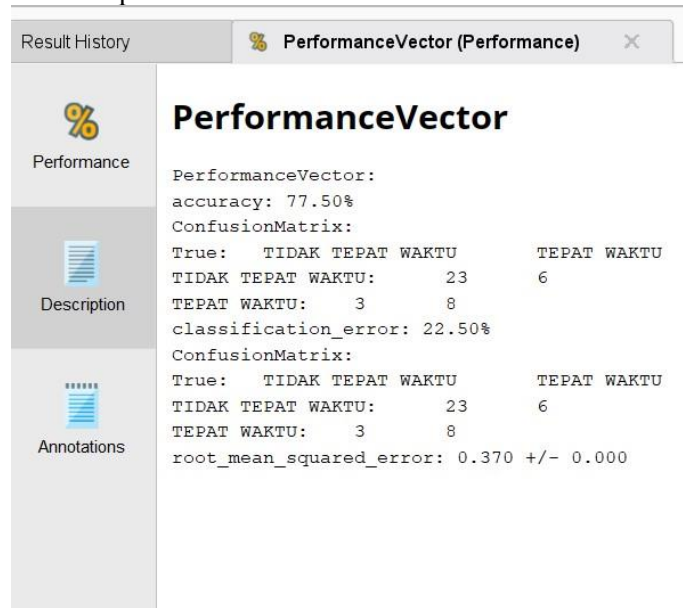 Result History
% PerformanceVector (Performance)
%
Performance
Description
Annotations
PerformanceVector
PerformanceVector:
accuracy: 77.50%
ConfusionMatrix:
True: TIDAK TEPAT WAKTU TEPAT WAKTU
TIDAK TEPAT WAKTU: 23 6
TEPAT WAKTU: 3 8
classification_error: 22.50%
ConfusionMatrix:
True: TIDAK TEPAT WAKTU TEPAT WAKTU
TIDAK TEPAT WAKTU: 23 6
TEPAT WAKTU: 3 8
root_mean_squared_error: 0.370 +/- 0.000